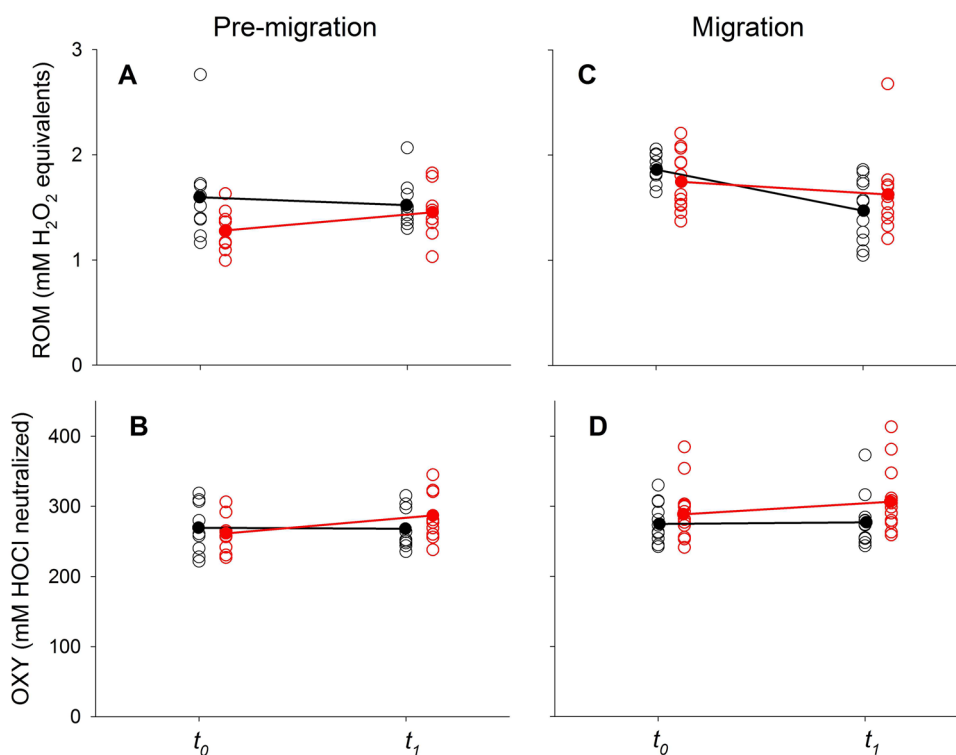 Pre-migration
Migration
ROM (mM H₂O₂ equivalents)
3
2
1
0
A
C
OXY (mM HOCl neutralized)
400
300
200
100
0
B
D
t₀
t₁
t₀
t₁